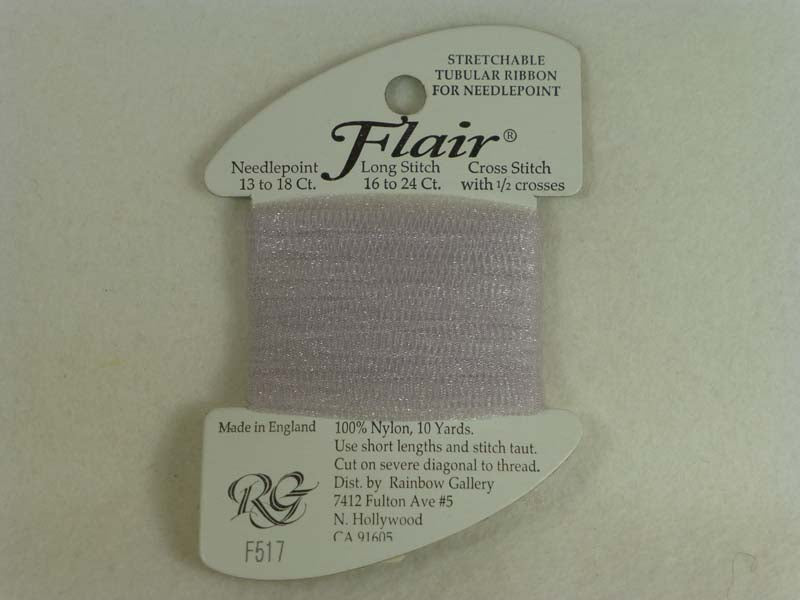 STRETCHABLE
TUBULAR RIBBON
FOR NEEDLEPOINT
Flair®
Needlepoint
13 to 18 Ct.
Long Stitch
16 to 24 Ct.
Cross Stitch
with 1/2 crosses
Made in England
100% Nylon, 10 Yards.
Use short lengths and stitch taut.
Cut on severe diagonal to thread.
Dist. by Rainbow Gallery
7412 Fulton Ave #5
N. Hollywood
CA 91605
RG
F517